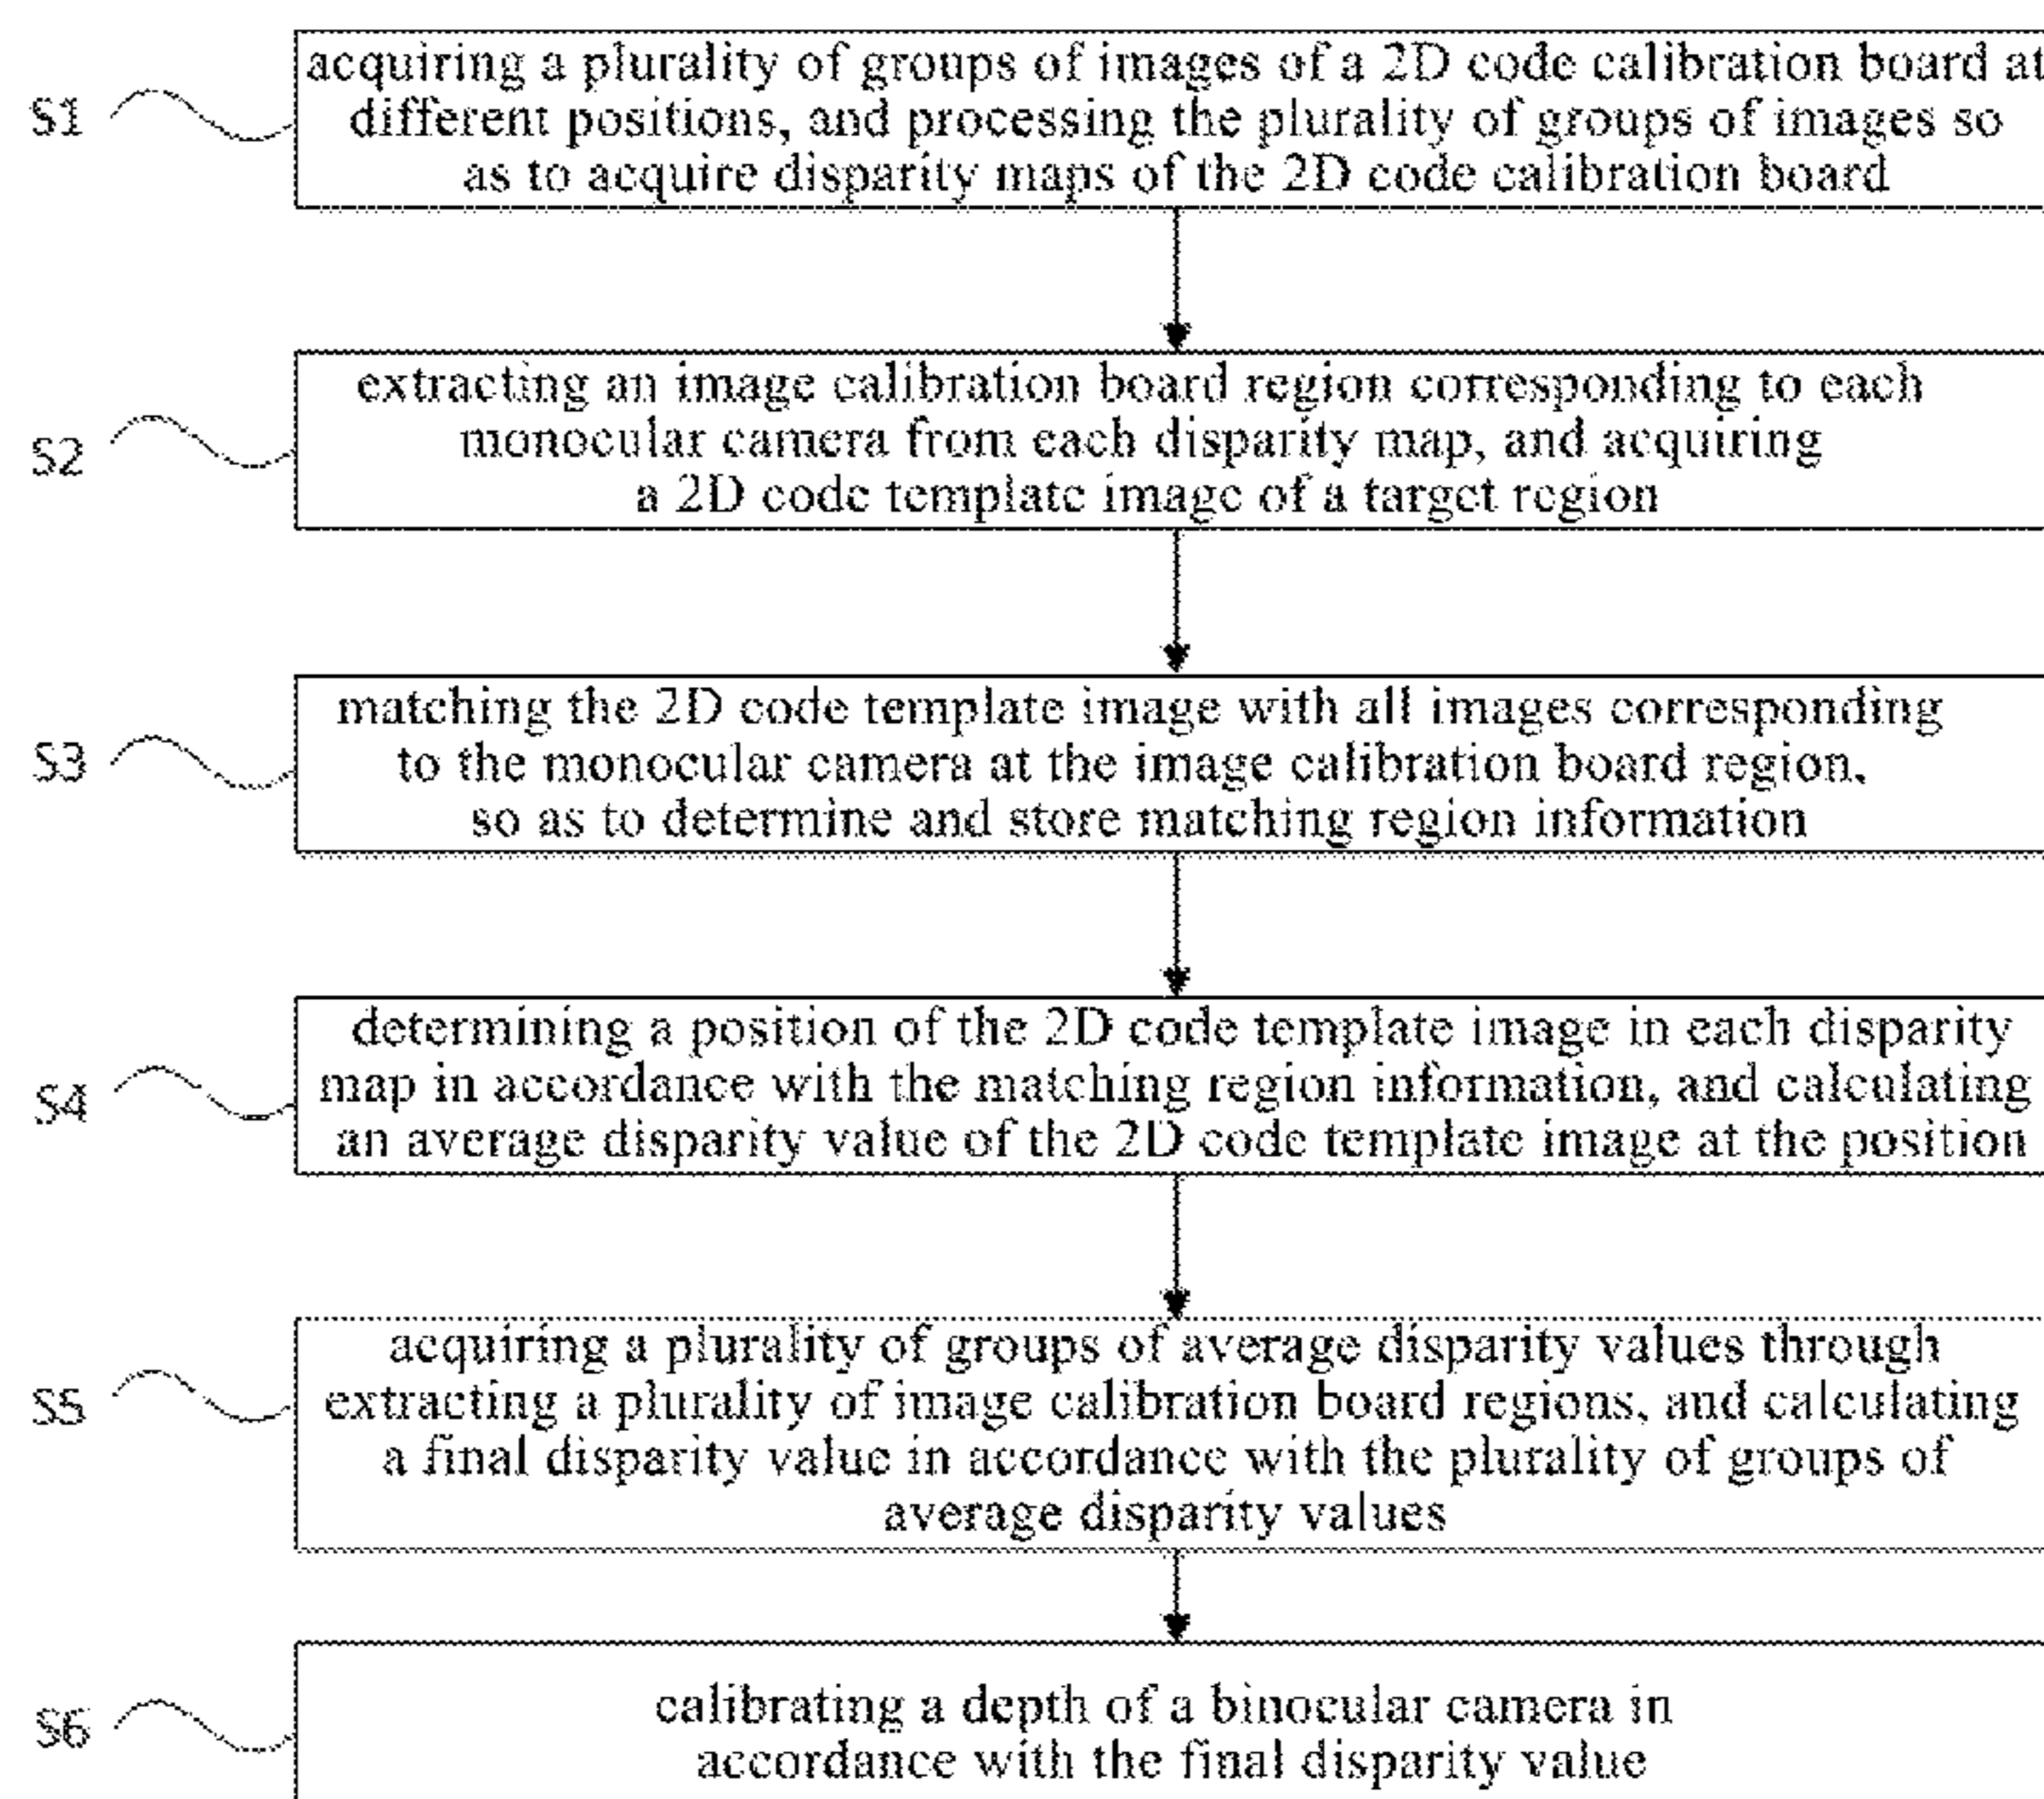 acquiring a plurality of groups of images of a 2D code calibration board at
S1
different positions, and processing the plurality of groups of images so
as to acquire disparity maps of the 2D code calibration board
extracting an image calibration board region corresponding to each
S2
monocular camera from each disparity map, and acquiring
a 2D code template image of a target region
matching the 2D code template image with all images corresponding
S3
to the monocular camera at the image calibration board region,
so as to determine and store matching region information
determining a position of the 2D code template image in each disparity
S4
map in accordance with the matching region information, and calculating
an average disparity value of the 2D code template image at the position
acquiring a plurality of groups of average disparity values through
S5
extracting a plurality of image calibration board regions, and calculating
a final disparity value in accordance with the plurality of groups of
average disparity values
S6
calibrating a depth of a binocular camera in
accordance with the final disparity value